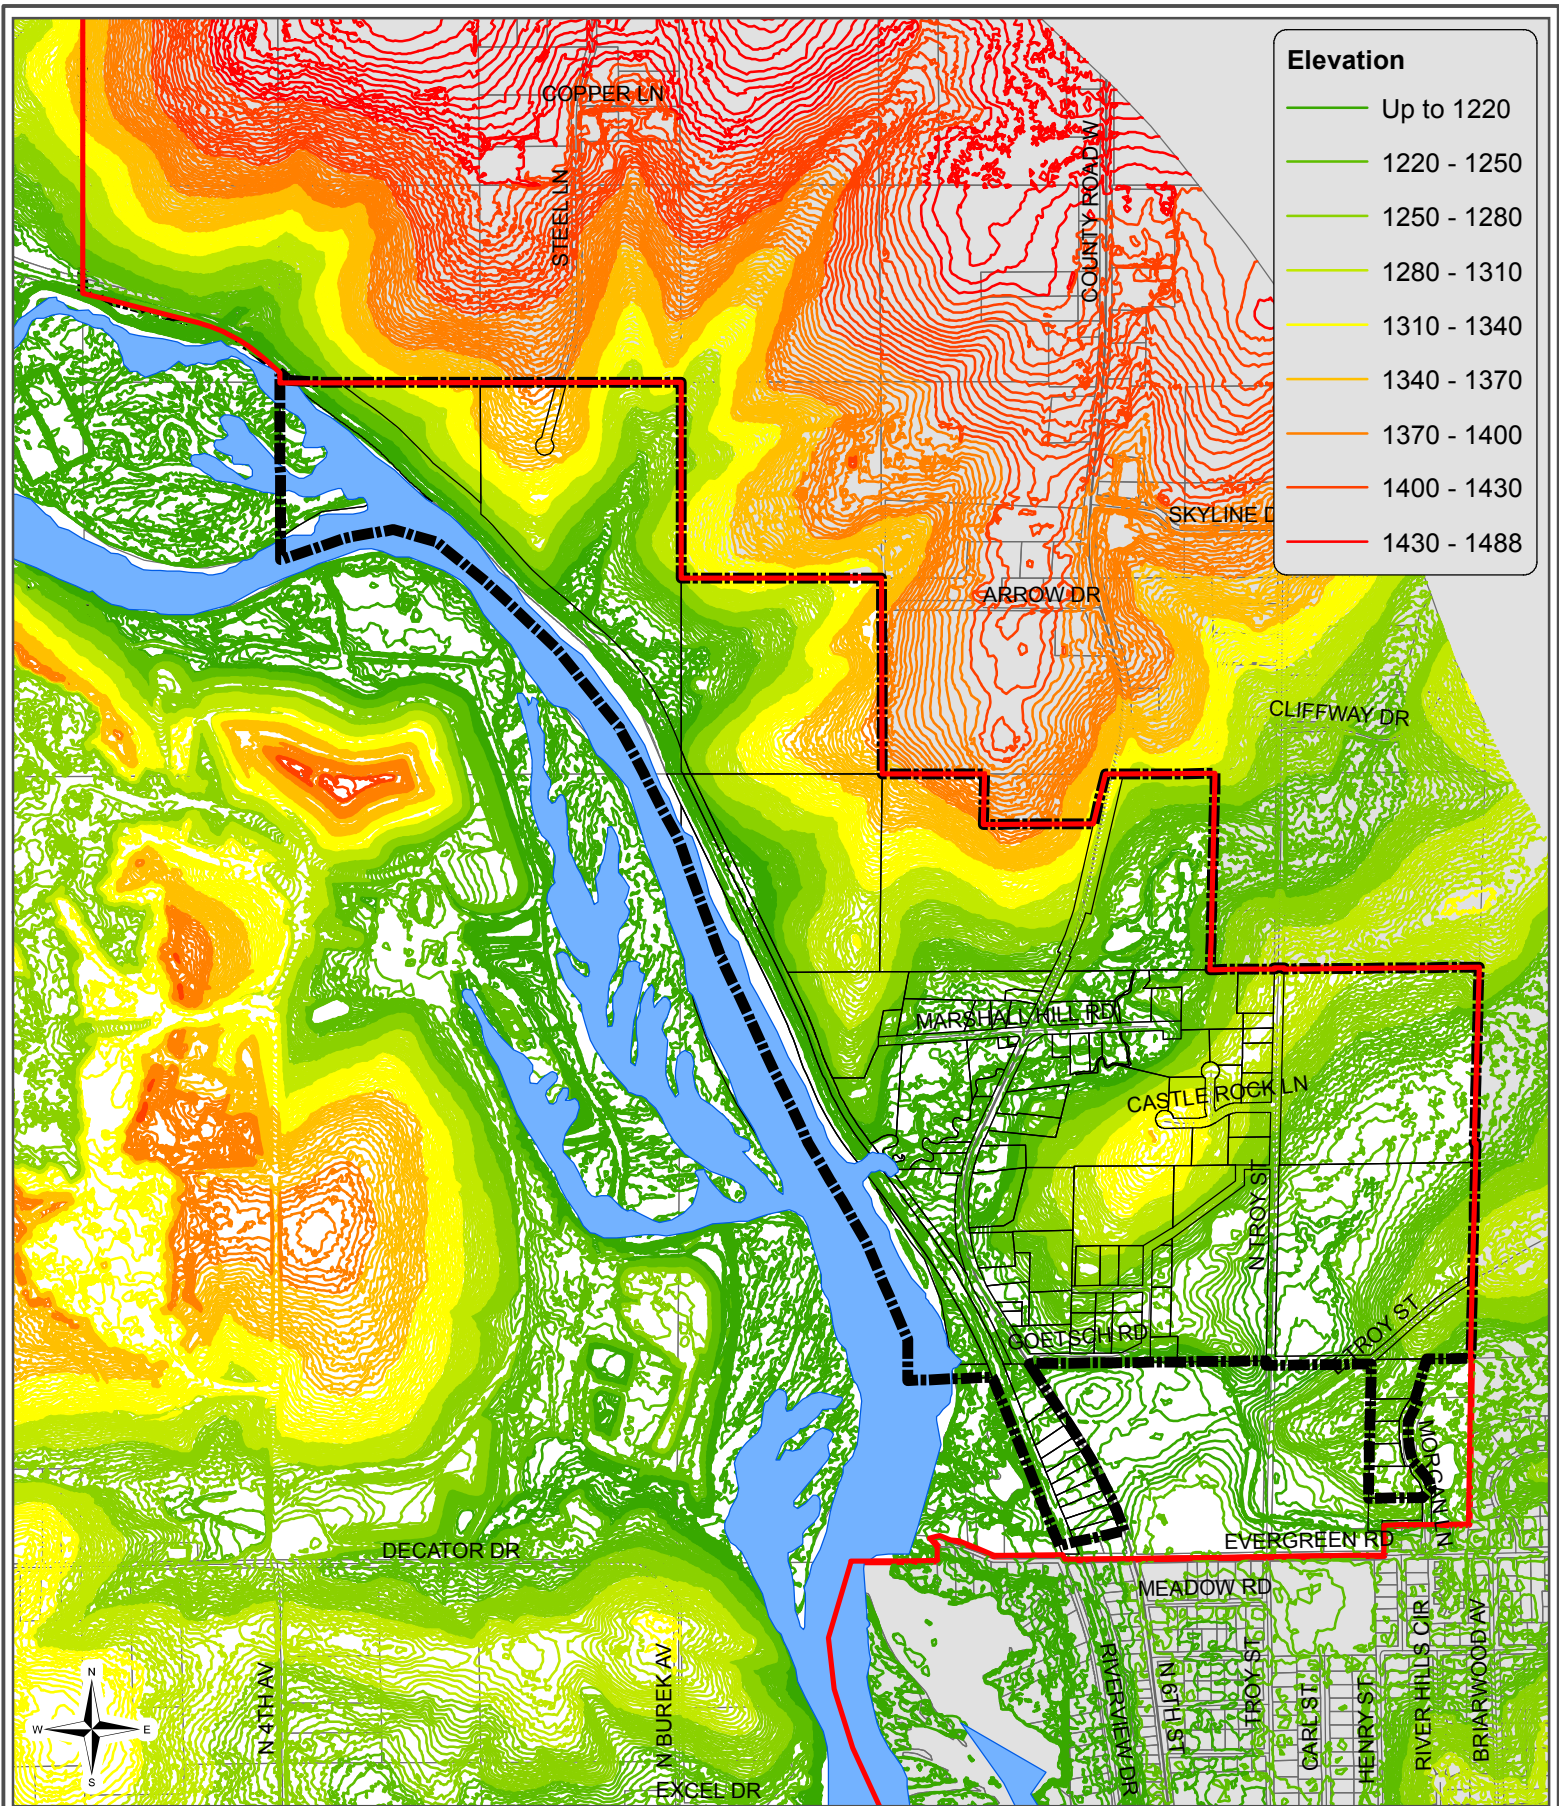 Elevation
Up to 1220
1220 - 1250
1250 - 1280
1280 - 1310
1310 - 1340
1340 - 1370
1370 - 1400
1400 - 1430
1430 - 1488
COPPER LN
STEEL LN
COUNTY ROAD W
SKYLINE D
ARROW DR
CLIFFWAY DR
MARSHALL HILL RD
CASTLE ROCK LN
N TROY ST
GOETSCH RD
TROY ST
MORGAN LN
EVERGREEN RD
DECATOR DR
MEADOW RD
N 4TH AV
N BUREK AV
EXCEL DR
RIVERVIEW DR
N 6TH ST
TROY ST
CARL ST
HENRY ST
RIVER HILLS CIR
BRIARWOOD AV
N
W E
S